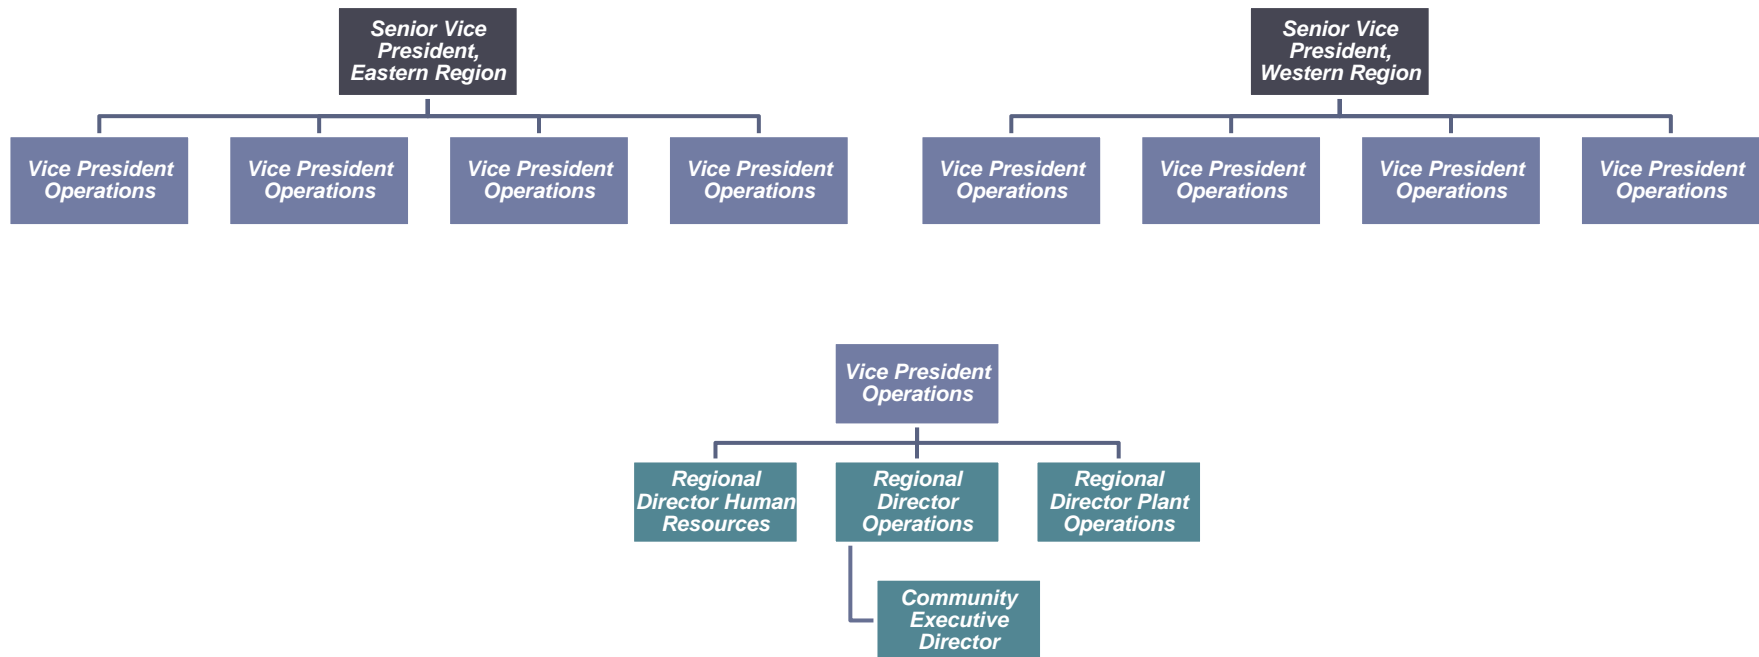 Senior Vice
President,
Eastern Region
Senior Vice
President,
Western Region
Vice President
Operations
Vice President
Operations
Vice President
Operations
Vice President
Operations
Vice President
Operations
Vice President
Operations
Vice President
Operations
Vice President
Operations
Vice President
Operations
Regional
Director Human
Resources
Regional
Director
Operations
Regional
Director Plant
Operations
Community
Executive
Director